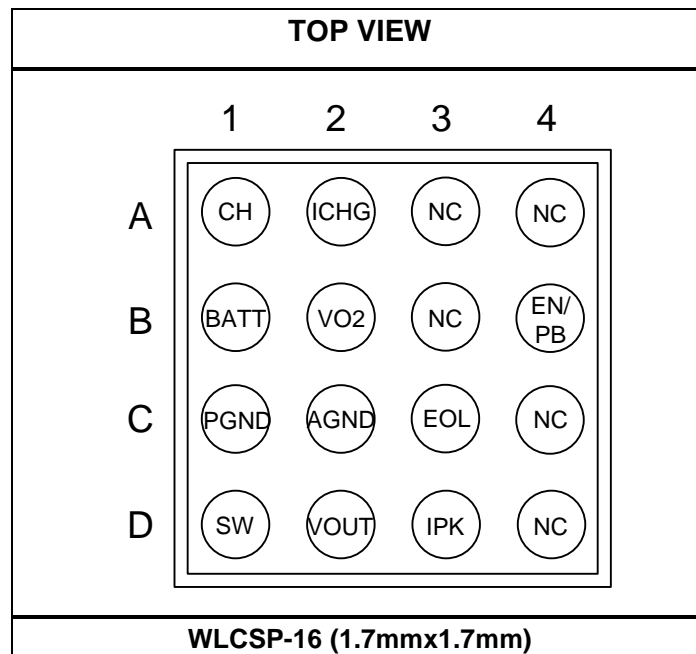 TOP VIEW
1 2 3 4
A CH ICHG NC NC
B BATT VO2 NC EN/
PB
C PGND AGND EOL NC
D SW VOUT IPK NC
WLCSP-16 (1.7mmx1.7mm)